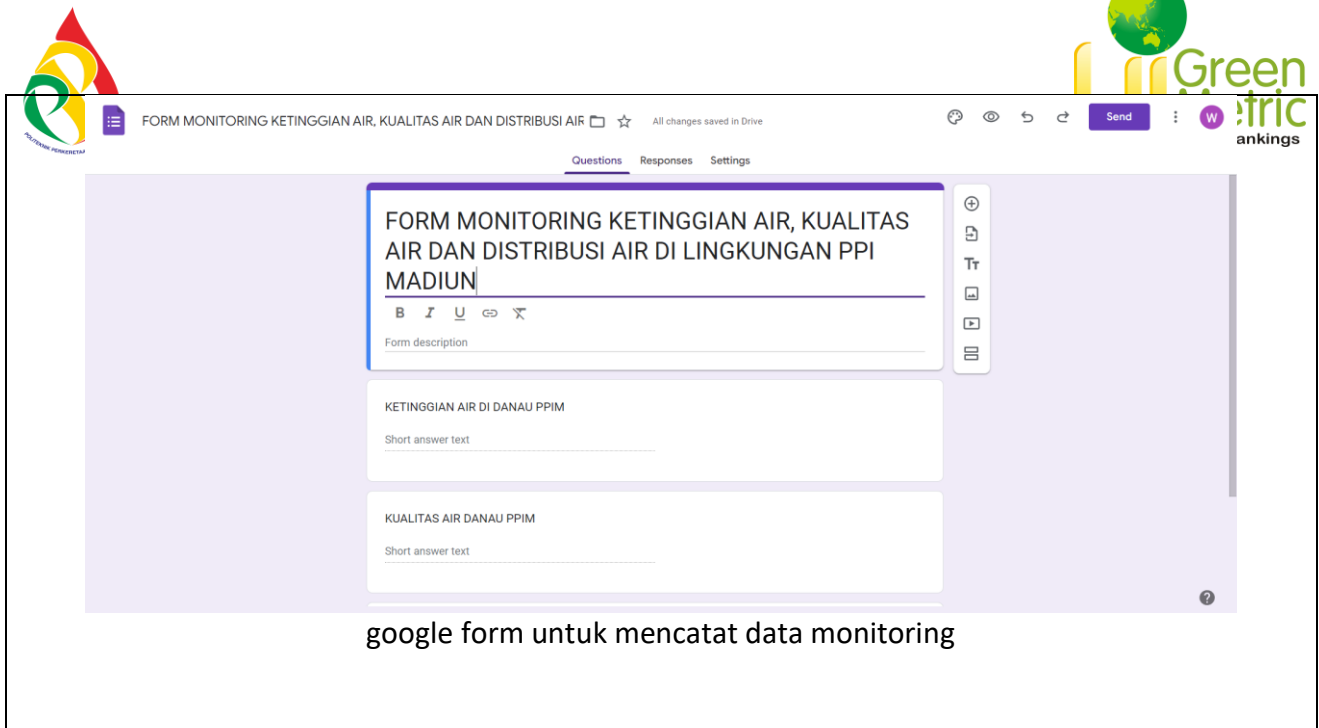 Green
Metric
ankings
POLITEKNIK PERKERETAA
FORM MONITORING KETINGGIAN AIR, KUALITAS AIR DAN DISTRIBUSI AIR
All changes saved in Drive
Send
W
Questions Responses Settings
FORM MONITORING KETINGGIAN AIR, KUALITAS
AIR DAN DISTRIBUSI AIR DI LINGKUNGAN PPI
MADIUN
B I U
Form description
Tт
KETINGGIAN AIR DI DANAU PPIM
Short answer text
KUALITAS AIR DANAU PPIM
Short answer text
google form untuk mencatat data monitoring